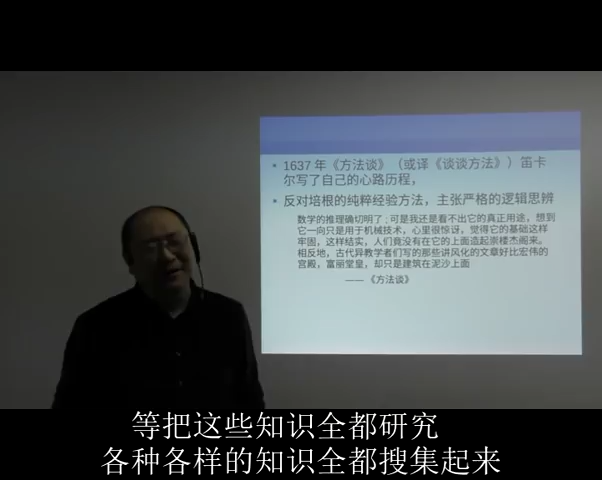 1637年《方法谈》（或译《谈谈方法》）笛卡
尔写了自己的心路历程，
反对培根的纯粹经验方法，主张严格的逻辑思辨
数学的推理确切明了；可是我还是看不出它的真正用途，想到
它一向只是用于机械技术，心里很惊讶，觉得它的基础这样
牢固，这样结实，人们竟没有在它的上面造起崇楼杰阁来。
相反地，古代异教学者们写的那些讲风化的文章好比宏伟的
宫殿，富丽堂皇，却只是建筑在泥沙上面
——《方法谈》
等把这些知识全都研究
各种各样的知识全都搜集起来